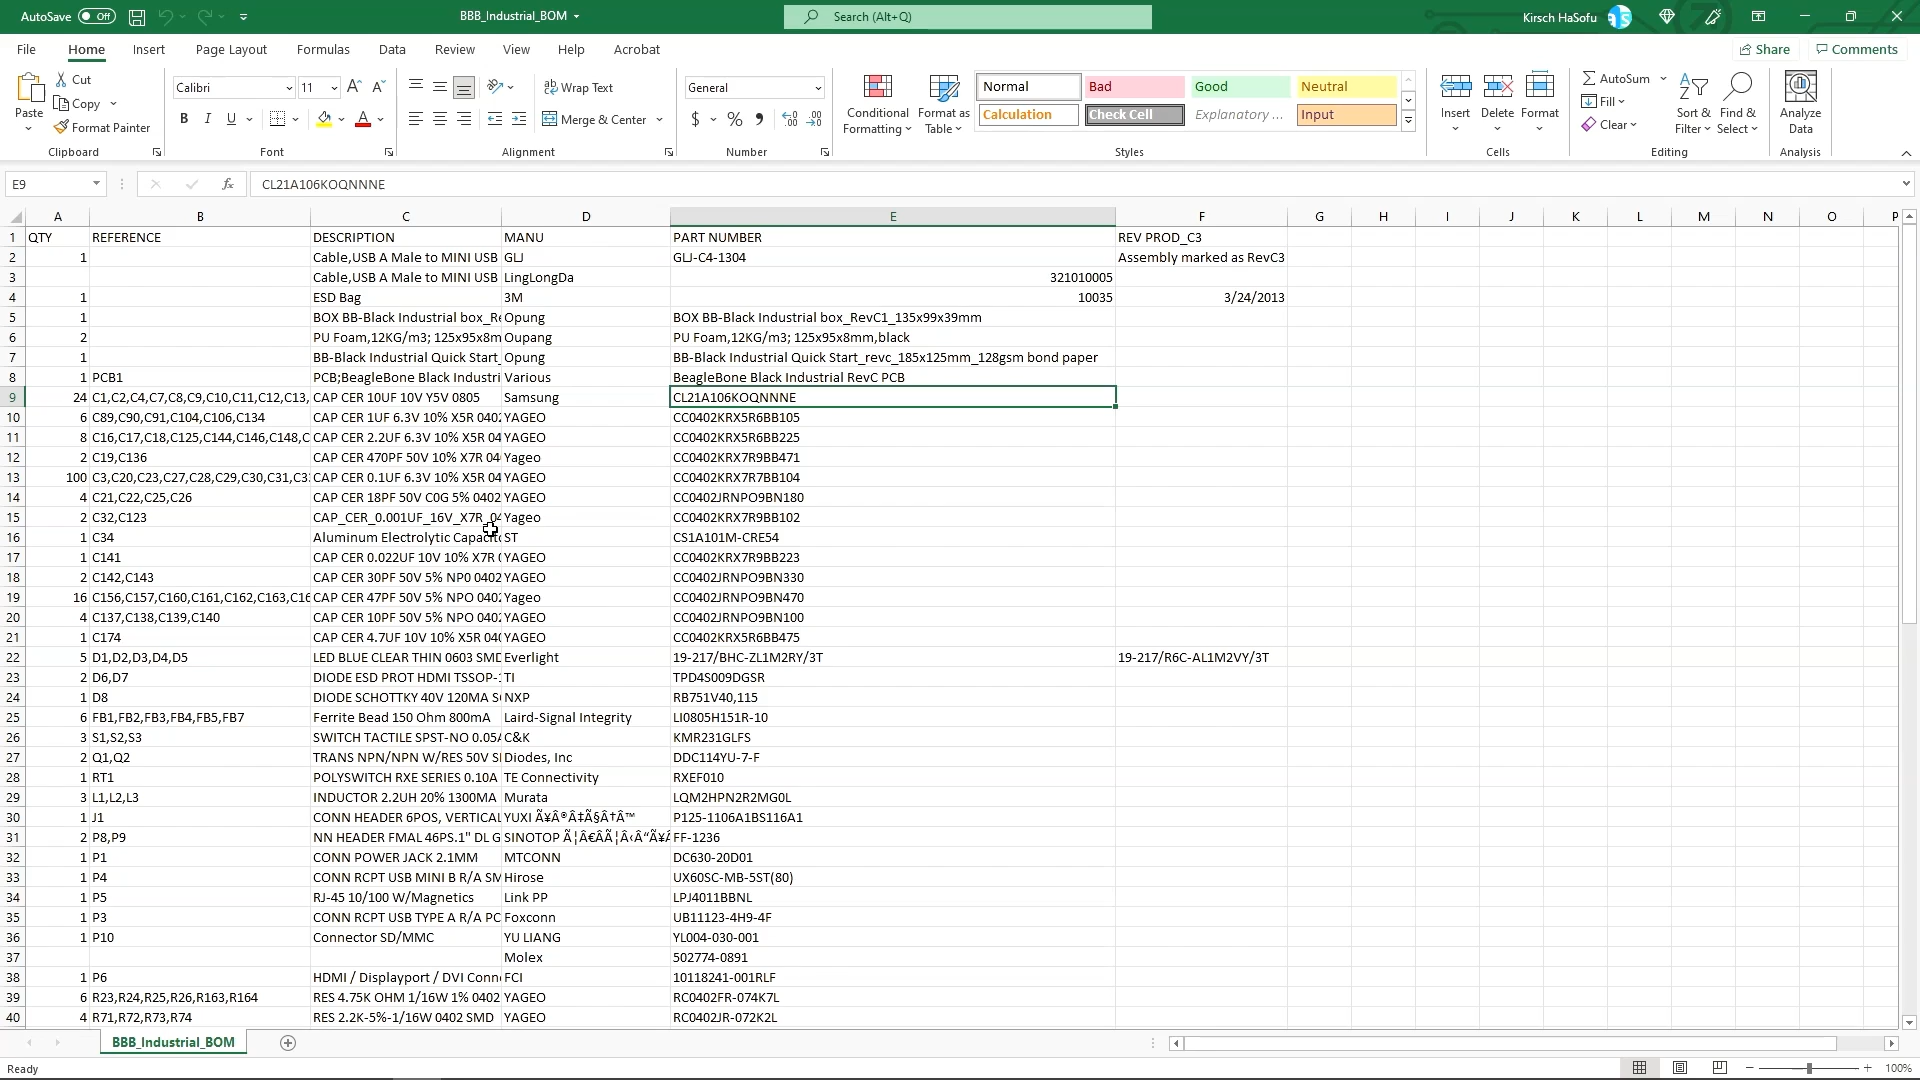 AutoSave Off BBB_Industrial_BOM Search (Alt+Q) Kirsch HaSofu
File Home Insert Page Layout Formulas Data Review View Help Acrobat Share Comments
Paste Cut Copy Format Painter Clipboard
Calibri 11 B I U Font
Wrap Text Merge & Center Alignment
General $ % Number
Conditional Formatting Format as Table
Normal Bad Good Neutral
Calculation Check Cell Explanatory ... Input
Styles
Insert Delete Format Cells
AutoSum Fill Clear Sort & Filter Find & Select Editing
Analyze Data Analysis
E9 fx CL21A106KOQNNNE
A B C D E F G H I J K L M N O P
1 QTY REFERENCE DESCRIPTION MANU PART NUMBER REV PROD_C3
2 1 Cable,USB A Male to MINI USB GLJ GLJ-C4-1304 Assembly marked as RevC3
3 Cable,USB A Male to MINI USB LingLongDa 321010005
4 1 ESD Bag 3M 10035 3/24/2013
5 1 BOX BB-Black Industrial box_Re Opung BOX BB-Black Industrial box_RevC1_135x99x39mm
6 2 PU Foam,12KG/m3; 125x95x8m Oupang PU Foam,12KG/m3; 125x95x8mm,black
7 1 BB-Black Industrial Quick Start_ Opung BB-Black Industrial Quick Start_revc_185x125mm_128gsm bond paper
8 1 PCB1 PCB;BeagleBone Black Industri Various BeagleBone Black Industrial RevC PCB
9 24 C1,C2,C4,C7,C8,C9,C10,C11,C12,C13, CAP CER 10UF 10V Y5V 0805 Samsung CL21A106KOQNNNE
10 6 C89,C90,C91,C104,C106,C134 CAP CER 1UF 6.3V 10% X5R 0402 YAGEO CC0402KRX5R6BB105
11 8 C16,C17,C18,C125,C144,C146,C148,C CAP CER 2.2UF 6.3V 10% X5R 04 YAGEO CC0402KRX5R6BB225
12 2 C19,C136 CAP CER 470PF 50V 10% X7R 04 Yageo CC0402KRX7R9BB471
13 100 C3,C20,C23,C27,C28,C29,C30,C31,C3 CAP CER 0.1UF 6.3V 10% X5R 04 YAGEO CC0402KRX7R7BB104
14 4 C21,C22,C25,C26 CAP CER 18PF 50V C0G 5% 0402 YAGEO CC0402JRNPO9BN180
15 2 C32,C123 CAP_CER_0.001UF_16V_X7R_04 Yageo CC0402KRX7R9BB102
16 1 C34 Aluminum Electrolytic Capacit ST CS1A101M-CRE54
17 1 C141 CAP CER 0.022UF 10V 10% X7R 0 YAGEO CC0402KRX7R9BB223
18 2 C142,C143 CAP CER 30PF 50V 5% NP0 0402 YAGEO CC0402JRNPO9BN330
19 16 C156,C157,C160,C161,C162,C163,C16 CAP CER 47PF 50V 5% NPO 0402 Yageo CC0402JRNPO9BN470
20 4 C137,C138,C139,C140 CAP CER 10PF 50V 5% NPO 0402 YAGEO CC0402JRNPO9BN100
21 1 C174 CAP CER 4.7UF 10V 10% X5R 040 YAGEO CC0402KRX5R6BB475
22 5 D1,D2,D3,D4,D5 LED BLUE CLEAR THIN 0603 SMD Everlight 19-217/BHC-ZL1M2RY/3T 19-217/R6C-AL1M2VY/3T
23 2 D6,D7 DIODE ESD PROT HDMI TSSOP- TI TPD4S009DGSR
24 1 D8 DIODE SCHOTTKY 40V 120MA S NXP RB751V40,115
25 6 FB1,FB2,FB3,FB4,FB5,FB7 Ferrite Bead 150 Ohm 800mA Laird-Signal Integrity LI0805H151R-10
26 3 S1,S2,S3 SWITCH TACTILE SPST-NO 0.05A C&K KMR231GLFS
27 2 Q1,Q2 TRANS NPN/NPN W/RES 50V S Diodes, Inc DDC114YU-7-F
28 1 RT1 POLYSWITCH RXE SERIES 0.10A TE Connectivity RXEF010
29 3 L1,L2,L3 INDUCTOR 2.2UH 20% 1300MA Murata LQM2HPN2R2MG0L
30 1 J1 CONN HEADER 6POS, VERTICAL YUXI Ã¥Â®Â‡Ã§Â†Â™ P125-1106A1BS116A1
31 2 P8,P9 NN HEADER FMAL 46PS.1" DL G SINOTOP FF-1236
32 1 P1 CONN POWER JACK 2.1MM MTCONN DC630-20D01
33 1 P4 CONN RCPT USB MINI B R/A SM Hirose UX60SC-MB-5ST(80)
34 1 P5 RJ-45 10/100 W/Magnetics Link PP LPJ4011BBNL
35 1 P3 CONN RCPT USB TYPE A R/A PC Foxconn UB11123-4H9-4F
36 1 P10 Connector SD/MMC YU LIANG YL004-030-001
37 Molex 502774-0891
38 1 P6 HDMI / Displayport / DVI Conn FCI 10118241-001RLF
39 6 R23,R24,R25,R26,R163,R164 RES 4.75K OHM 1/16W 1% 0402 YAGEO RC0402FR-074K7L
40 4 R71,R72,R73,R74 RES 2.2K-5%-1/16W 0402 SMD YAGEO RC0402JR-072K2L
BBB_Industrial_BOM
Ready 100%